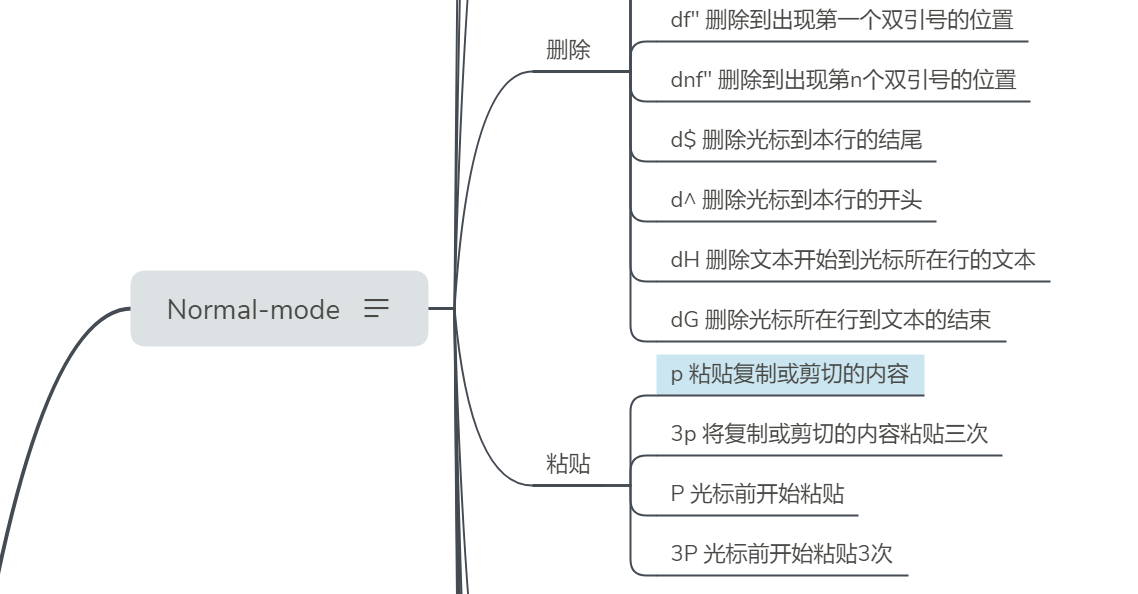 df" 删除到出现第一个双引号的位置
删除
dnf" 删除到出现第n个双引号的位置
d$ 删除光标到本行的结尾
d^ 删除光标到本行的开头
dH 删除文本开始到光标所在行的文本
Normal-mode
dG 删除光标所在行到文本的结束
p 粘贴复制或剪切的内容
3p 将复制或剪切的内容粘贴三次
粘贴
P 光标前开始粘贴
3P 光标前开始粘贴3次